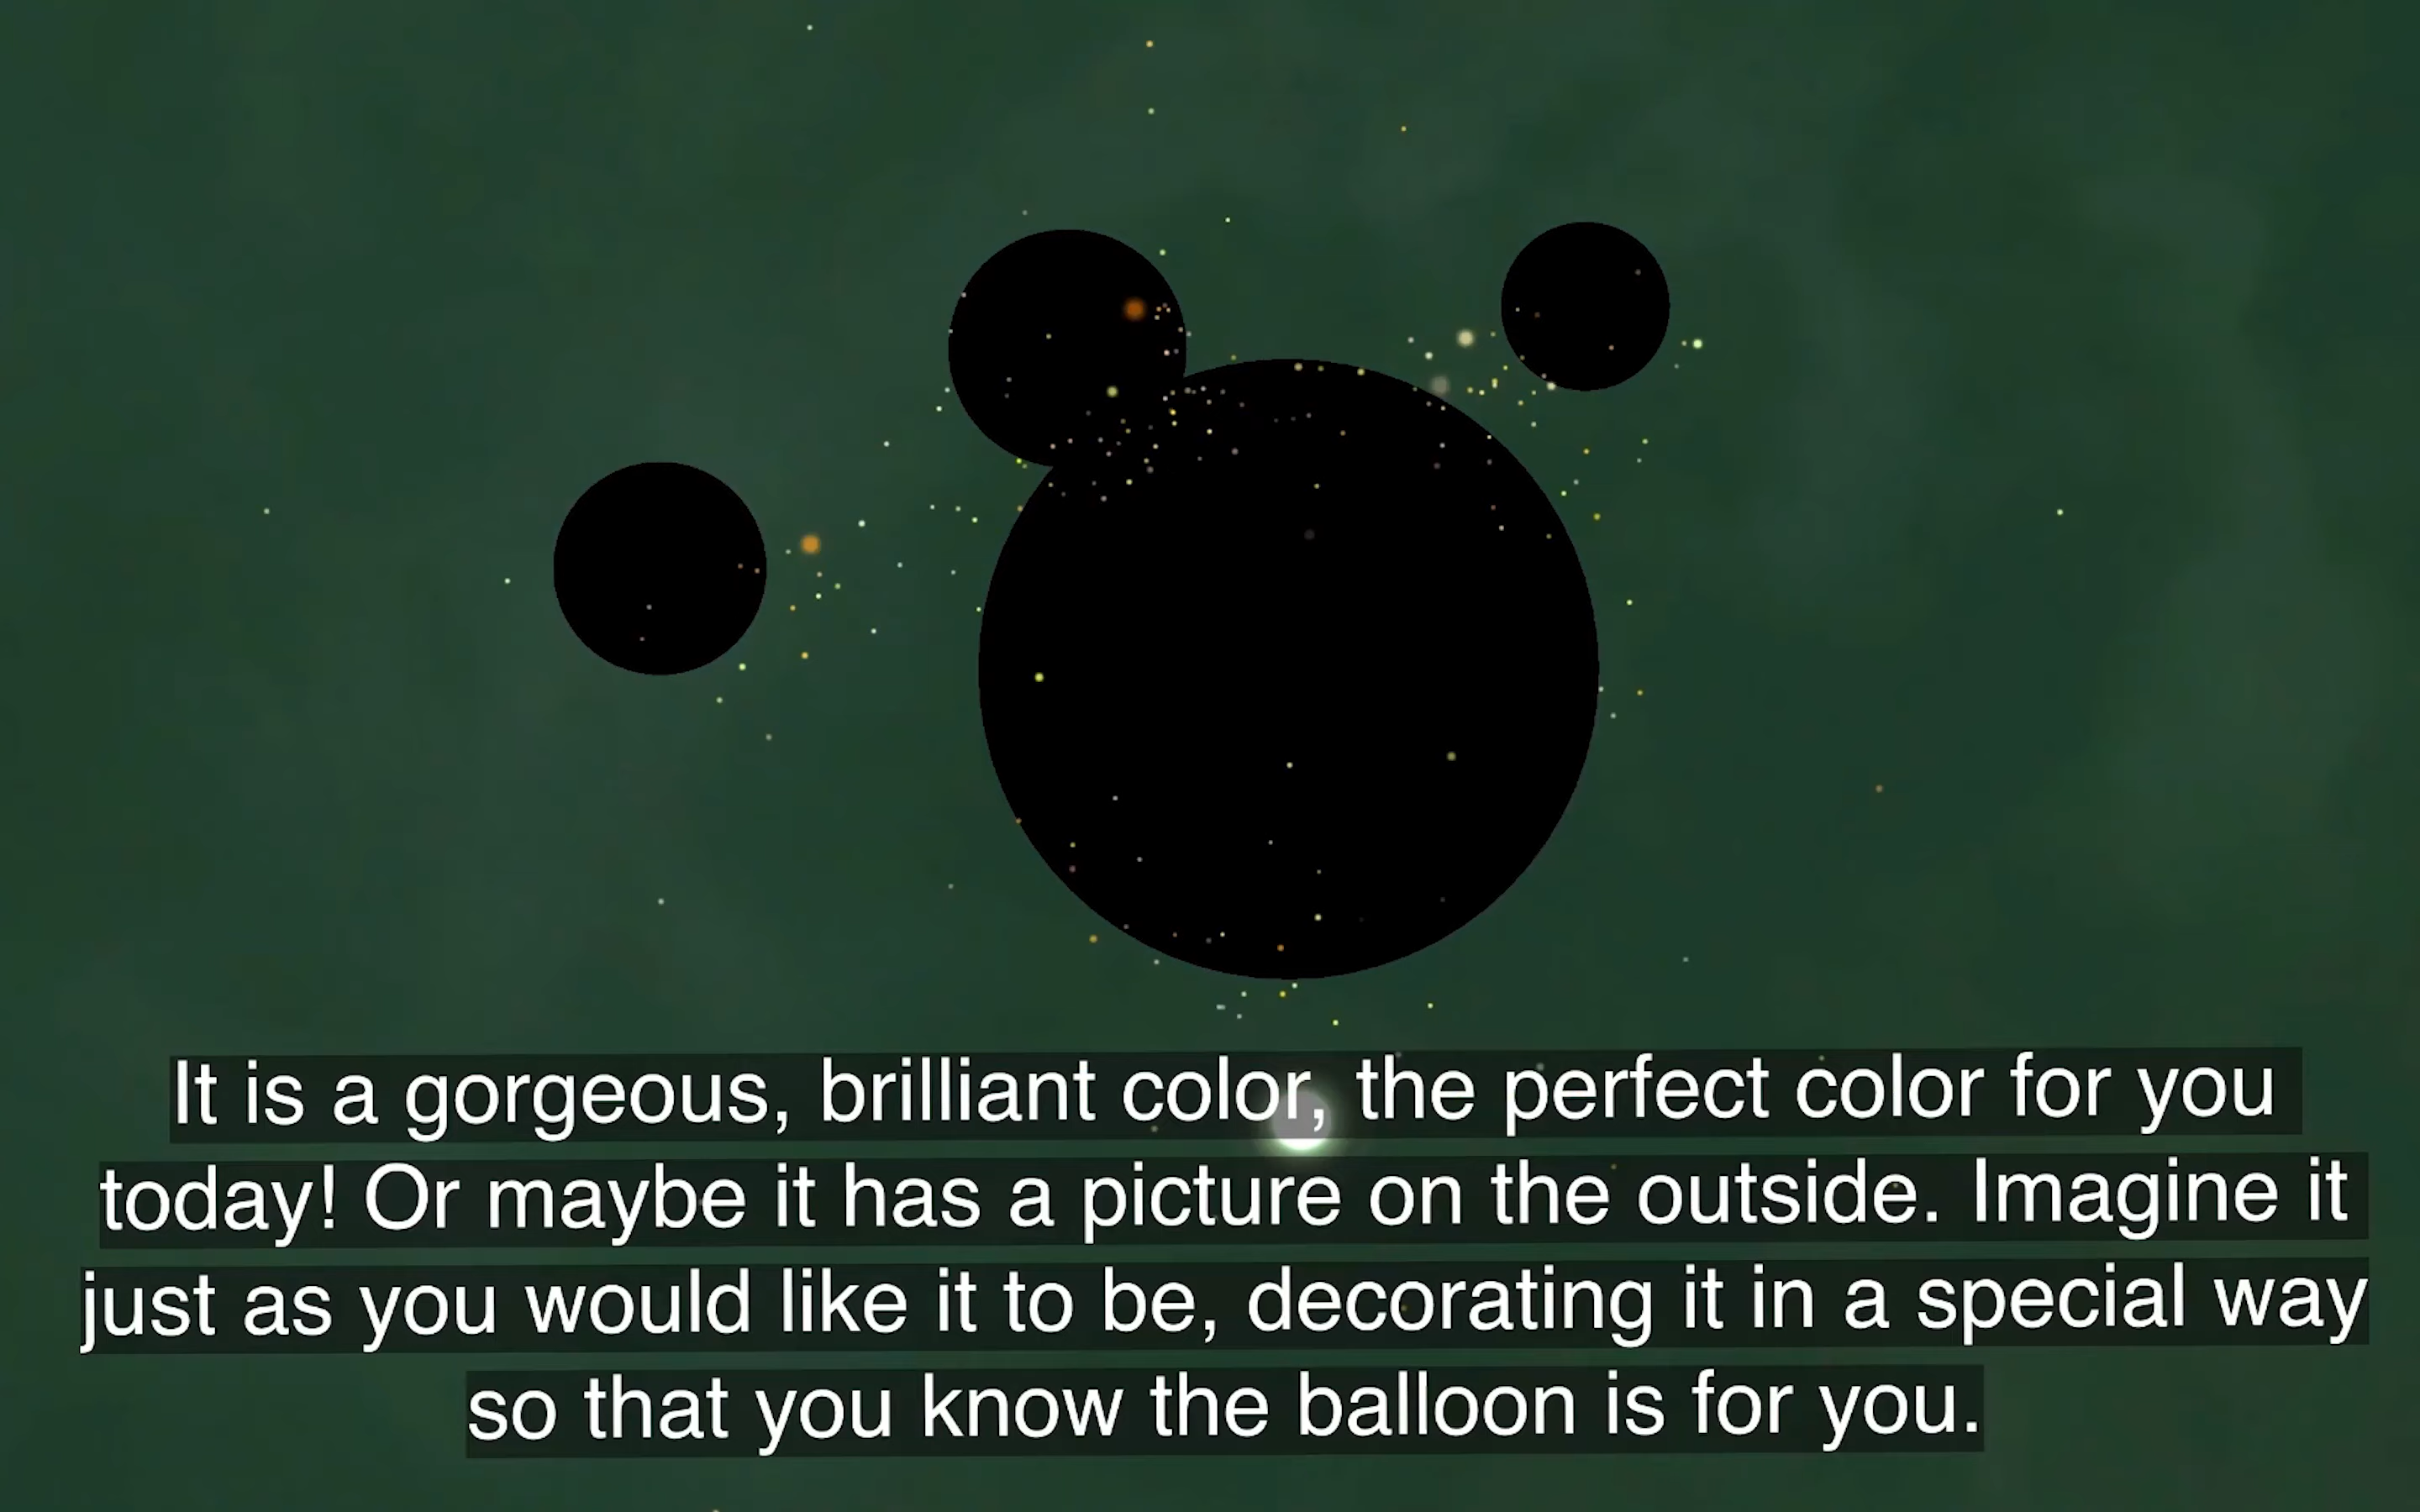 It is a gorgeous, brilliant color, the perfect color for you
today! Or maybe it has a picture on the outside. Imagine it
just as you would like it to be, decorating it in a special way
so that you know the balloon is for you.